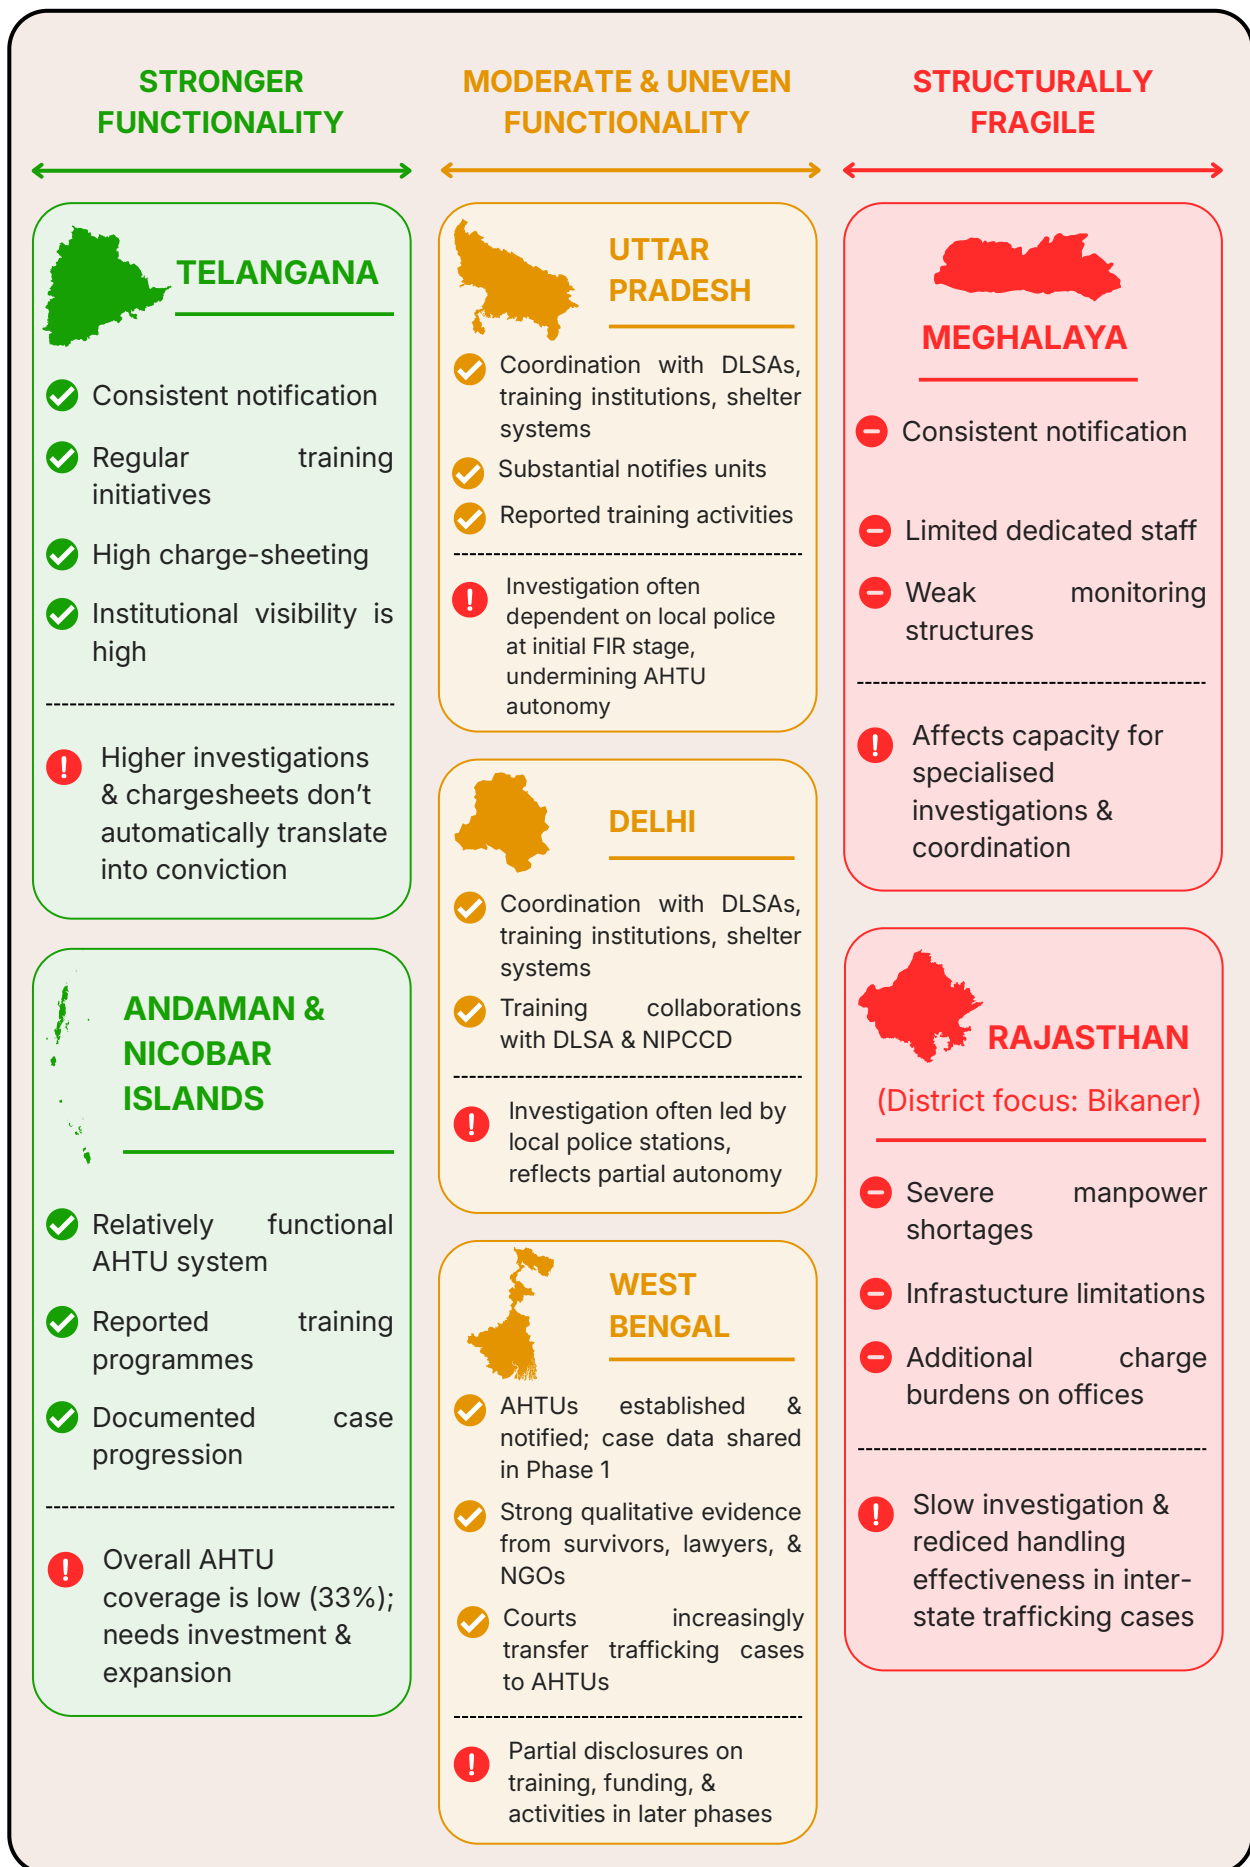 STRONGER
FUNCTIONALITY
TELANGANA
Consistent notification
Regular training
initiatives
High charge-sheeting
Institutional visibility is
high
Higher investigations
& chargesheets don't
automatically translate
into conviction
ANDAMAN &
NICOBAR
ISLANDS
Relatively functional
AHTU system
Reported training
programmes
Documented case
progression
Overall AHTU
coverage is low (33%);
needs investment &
expansion
MODERATE & UNEVEN
FUNCTIONALITY
UTTAR
PRADESH
Coordination with DLSAs,
training institutions, shelter
systems
Substantial notifies units
Reported training activities
Investigation often
dependent on local police
at initial FIR stage,
undermining AHTU
autonomy
DELHI
Coordination with DLSAs,
training institutions, shelter
systems
Training collaborations
with DLSA & NIPCCD
Investigation often led by
local police stations,
reflects partial autonomy
WEST
BENGAL
AHTUs established &
notified; case data shared
in Phase 1
Strong qualitative evidence
from survivors, lawyers, &
NGOs
Courts increasingly
transfer trafficking cases
to AHTUs
Partial disclosures on
training, funding, &
activities in later phases
STRUCTURALLY
FRAGILE
MEGHALAYA
Consistent notification
Limited dedicated staff
Weak monitoring
structures
Affects capacity for
specialised
investigations &
coordination
RAJASTHAN
(District focus: Bikaner)
Severe manpower
shortages
Infrastucture limitations
Additional charge
burdens on offices
Slow investigation &
rediced handling
effectiveness in inter-
state trafficking cases